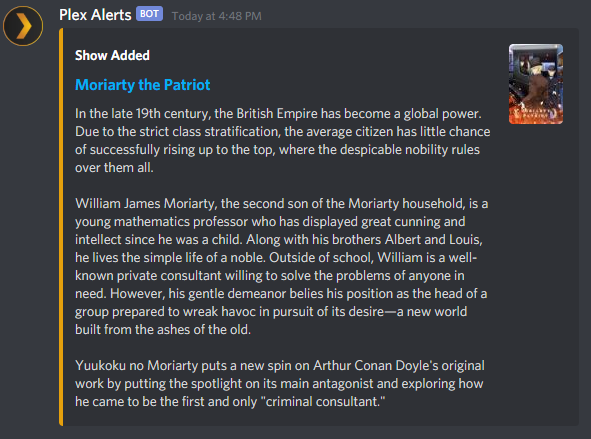 Plex Alerts BOT Today at 4:48 PM
Show Added
Moriarty the Patriot
In the late 19th century, the British Empire has become a global power.
Due to the strict class stratification, the average citizen has little chance
of successfully rising up to the top, where the despicable nobility rules
over them all.
William James Moriarty, the second son of the Moriarty household, is a
young mathematics professor who has displayed great cunning and
intellect since he was a child. Along with his brothers Albert and Louis,
he lives the simple life of a noble. Outside of school, William is a well-
known private consultant willing to solve the problems of anyone in
need. However, his gentle demeanor belies his position as the head of a
group prepared to wreak havoc in pursuit of its desire—a new world
built from the ashes of the old.
Yuukoku no Moriarty puts a new spin on Arthur Conan Doyle's original
work by putting the spotlight on its main antagonist and exploring how
he came to be the first and only "criminal consultant."